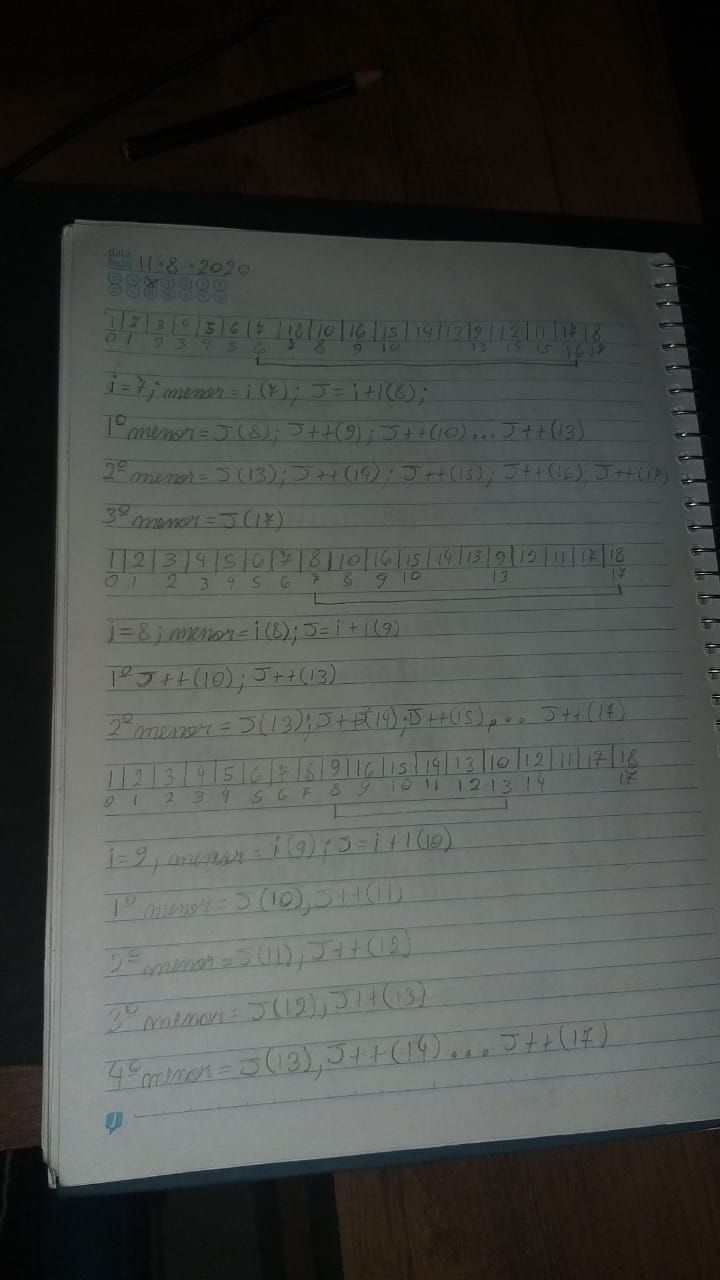 data
fecha 11.8.2020
1|2|3|4|5|6|7|18|10|16|15|14|13|9|12|11|17|8
0 1 2 3 4 5 6 7 8 9 10 13 14 15 16 17
i=7; menor=i(7); J=i+1(8);
1º menor=J(8); J++(9); J++(10)... J++(13)
2º menor=J(13); J++(14); J++(15); J++(16); J++(17)
3º menor=J(17)
1|2|3|4|5|6|7|8|10|16|15|14|13|9|12|11|17|18
0 1 2 3 4 5 6 7 8 9 10 13 17
i=8; menor=i(8); J=i+1(9)
1º J++(10); J++(13)
2º menor=J(13); J++(14); J++(15),... J++(17)
1|2|3|4|5|6|7|8|9|16|15|14|13|10|12|11|17|18
0 1 2 3 4 5 6 7 8 9 10 11 12 13 14 17
i=9, menor=i(9); J=i+1(10)
1º menor=J(10), J++(11)
2º menor=J(11), J++(12)
3º menor=J(12), J++(13)
4º menor=J(13), J++(14)... J++(17)